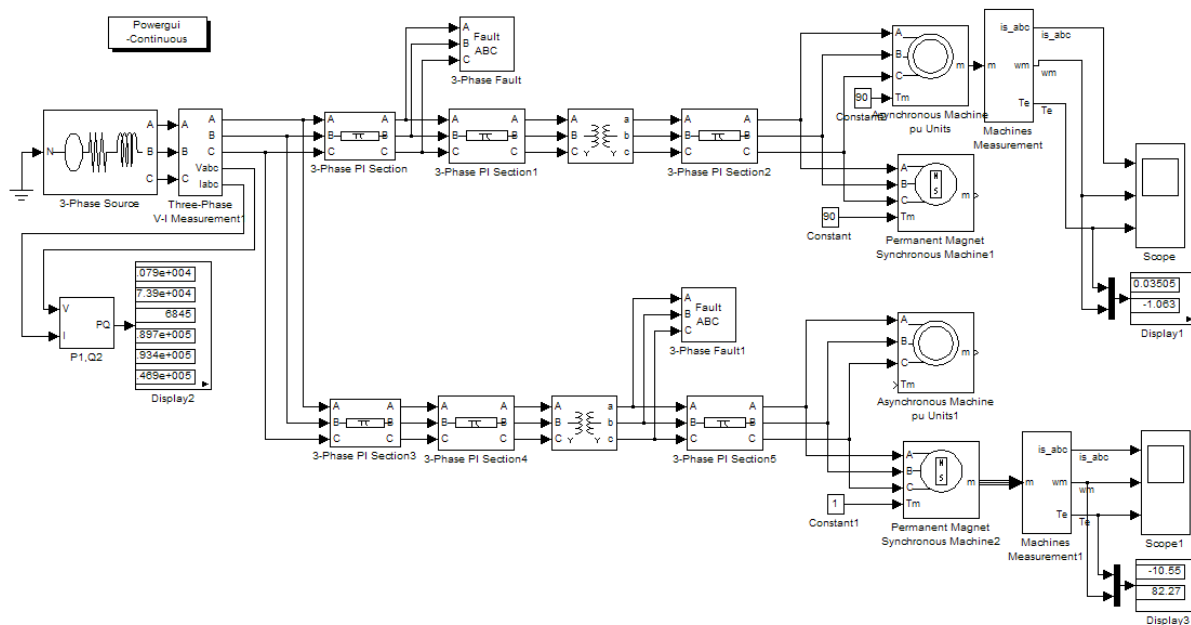 Powergui
-Continuous
A
B
C
Fault
ABC
3-Phase Fault
N
A
B
C
3-Phase Source
A
B
C
A
B
C
Vabc
Iabc
Three-Phase
V-I Measurement1
A
B
C
A
B
C
3-Phase PI Section
A
B
C
A
B
C
3-Phase PI Section1
A
B
C
Y
a
b
c
Y
A
B
C
A
B
C
3-Phase PI Section2
A
B
C
Tm
m
90
Asynchronous Machine
pu Units
m
is_abc
wm
Te
is_abc
wm
Te
Machines
Measurement
A
B
C
Tm
N
S
90
Constant
Permanent Magnet
Synchronous Machine1
Scope
0.03505
-1.063
Display1
V
I
PQ
P1,Q2
.079e+004
7.39e+004
6845
.897e+005
.934e+005
.469e+005
Display2
A
B
C
Fault
ABC
3-Phase Fault1
A
B
C
Tm
m
Asynchronous Machine
pu Units1
A
B
C
A
B
C
3-Phase PI Section3
A
B
C
A
B
C
3-Phase PI Section4
A
B
C
Y
a
b
c
Y
A
B
C
A
B
C
3-Phase PI Section5
A
B
C
Tm
N
S
m
1
Constant1
Permanent Magnet
Synchronous Machine2
m
is_abc
wm
Te
is_abc
wm
Te
Machines
Measurement1
Scope1
-10.55
82.27
Display3